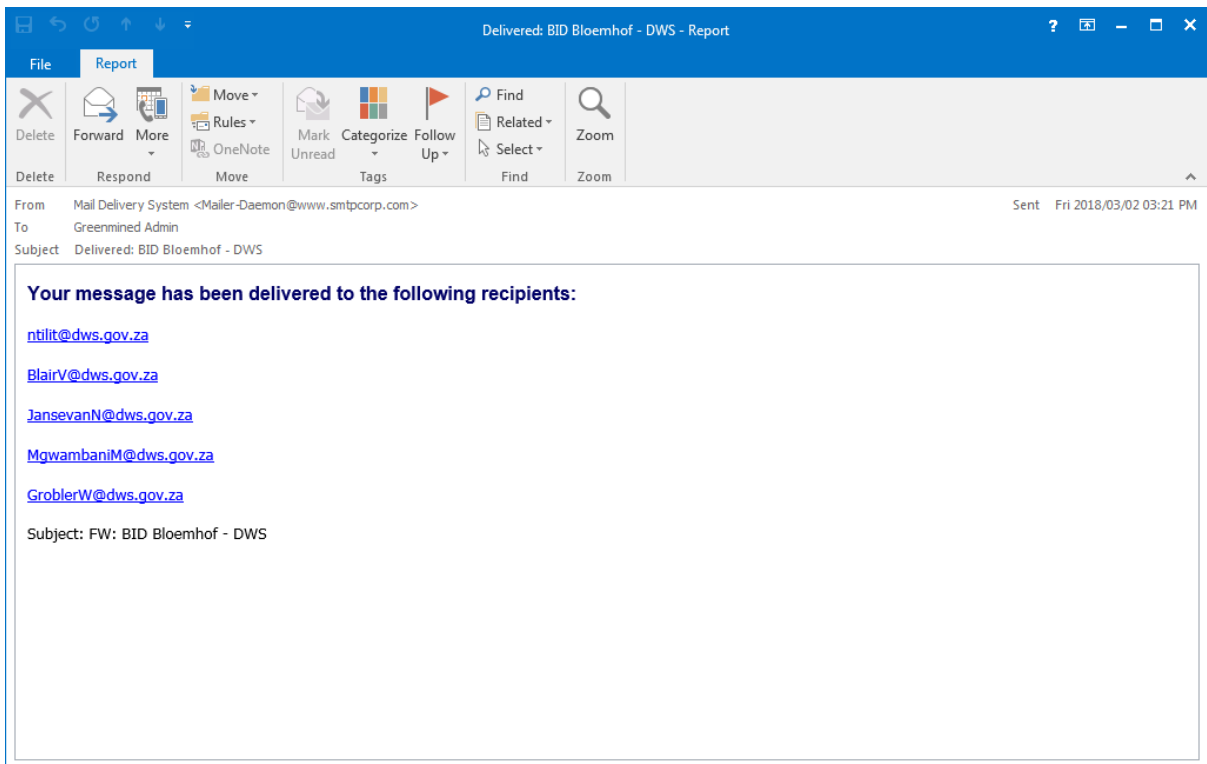 Delivered: BID Bloemhof - DWS - Report
File Report
Delete
Forward
More
Move
Rules
OneNote
Mark Unread
Categorize
Follow Up
Find
Related
Select
Zoom
Delete Respond Move Tags Find Zoom
From Mail Delivery System <Mailer-Daemon@www.smtpcorp.com> Sent Fri 2018/03/02 03:21 PM
To Greenmined Admin
Subject Delivered: BID Bloemhof - DWS
Your message has been delivered to the following recipients:
ntilit@dws.gov.za
BlairV@dws.gov.za
JansevanN@dws.gov.za
MgwambaniM@dws.gov.za
GroblerW@dws.gov.za
Subject: FW: BID Bloemhof - DWS